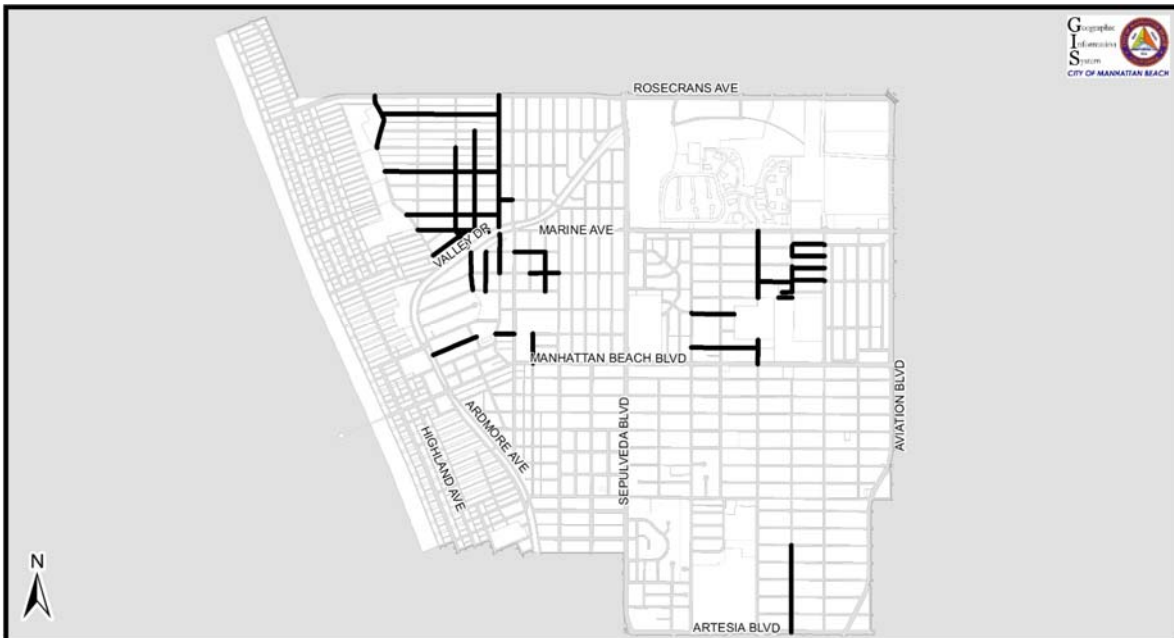 Geographic
Information
System
CITY OF MANHATTAN BEACH
ROSECRANS AVE
MARINE AVE
VALLEY DR
MANHATTAN BEACH BLVD
ARDMORE AVE
HIGHLAND AVE
SEPULVEDA BLVD
AVIATION BLVD
N
ARTESIA BLVD